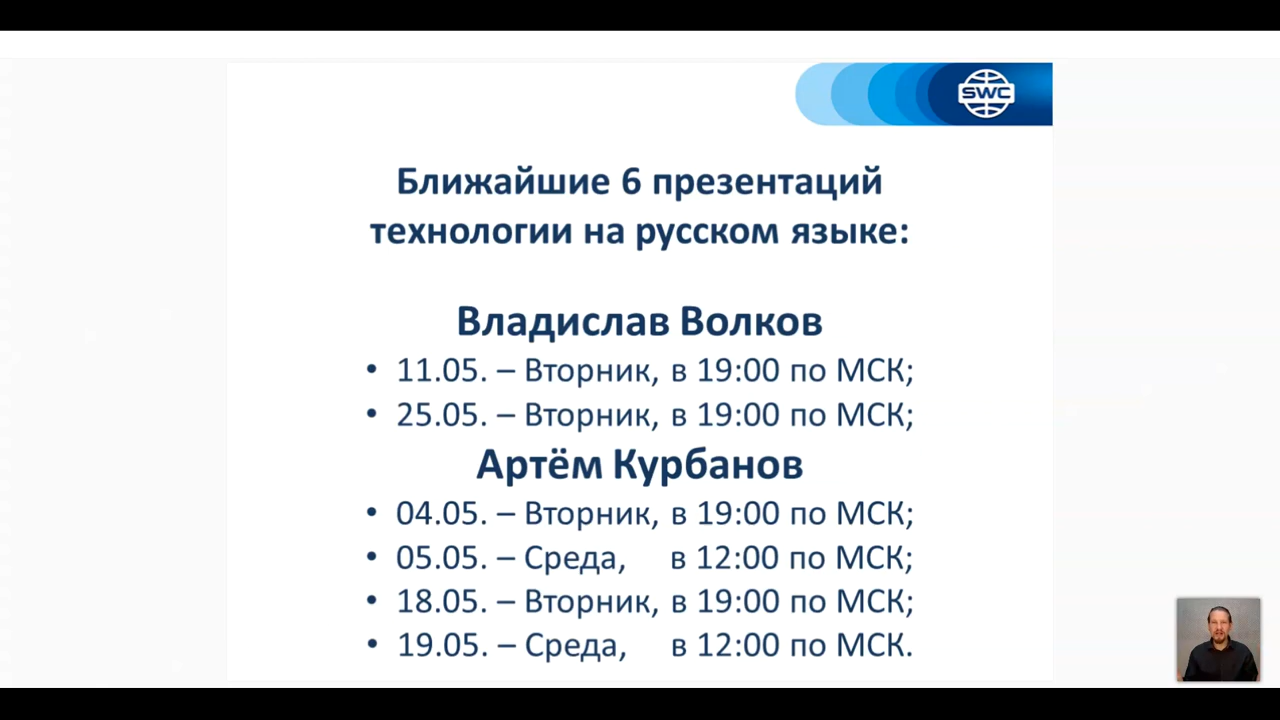 SWC
Ближайшие 6 презентаций
технологии на русском языке:
Владислав Волков
• 11.05. – Вторник, в 19:00 по МСК;
• 25.05. – Вторник, в 19:00 по МСК;
Артём Курбанов
• 04.05. – Вторник, в 19:00 по МСК;
• 05.05. – Среда, в 12:00 по МСК;
• 18.05. – Вторник, в 19:00 по МСК;
• 19.05. – Среда, в 12:00 по МСК.